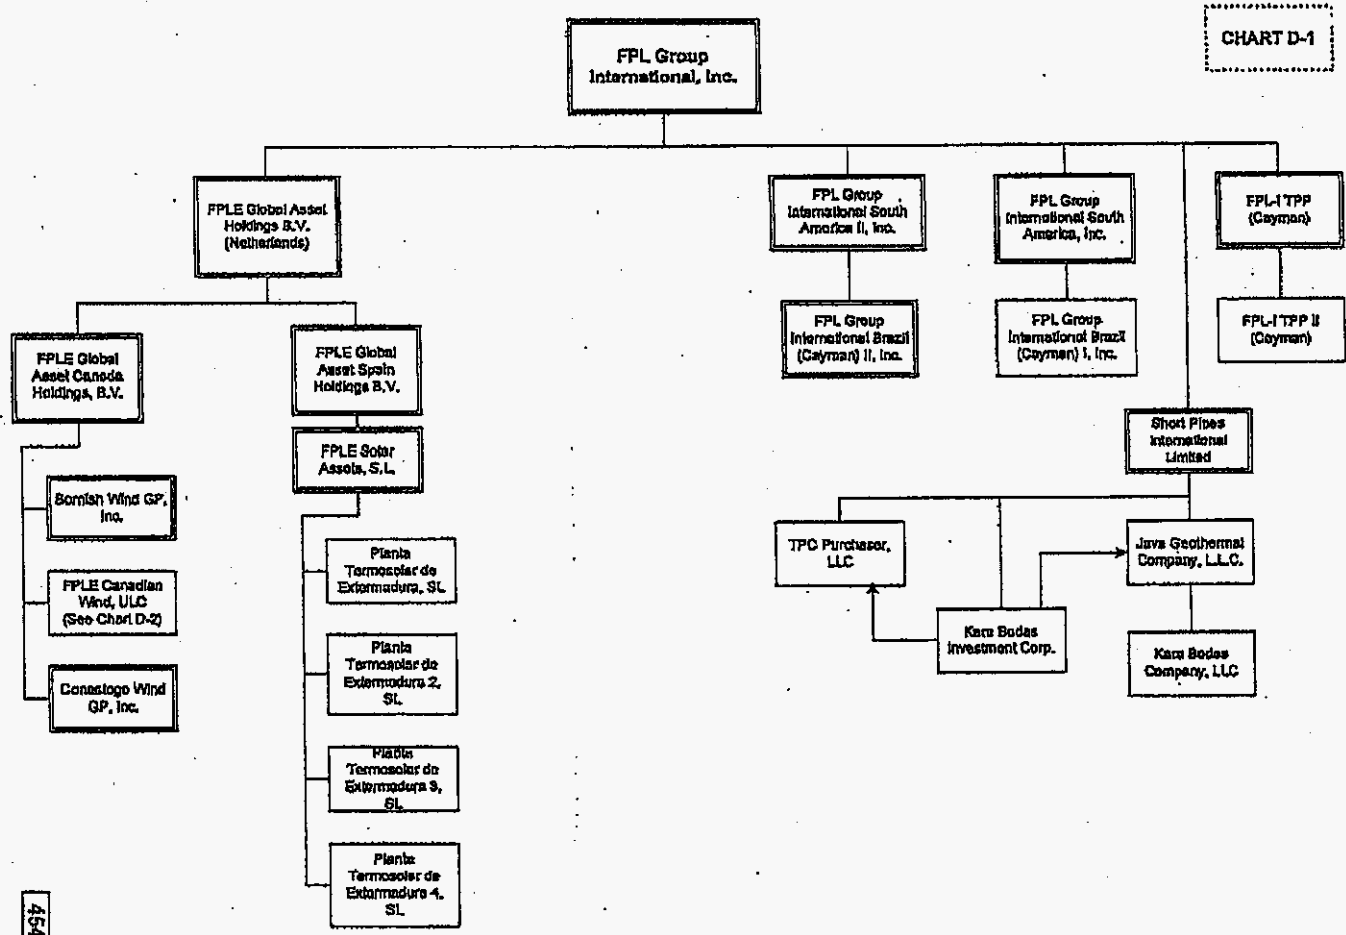 CHART D-1
FPL Group
International, Inc.
FPLE Global Asset
Holdings B.V.
(Netherlands)
FPL Group
International South
America II, Inc.
FPL Group
International South
America, Inc.
FPL-I TPP
(Cayman)
FPL Group
International Brazil
(Cayman) II, Inc.
FPL Group
International Brazil
(Cayman) I, Inc.
FPL-I TPP II
(Cayman)
FPLE Global
Asset Canada
Holdings, B.V.
FPLE Global
Asset Spain
Holdings B.V.
FPLE Solar
Assets, S.L.
Short Pines
International
Limited
Bornish Wind GP,
Inc.
FPLE Canadian
Wind, ULC
(See Chart D-2)
Conestogo Wind
GP, Inc.
Planta
Termosolar de
Extermadura, SL
Planta
Termosolar de
Extermadura 2,
SL
Planta
Termosolar de
Extermadura 3,
SL
Planta
Termosolar de
Extermadura 4,
SL
TPC Purchaser,
LLC
Java Geothermal
Company, L.L.C.
Kara Bodas
Investment Corp.
Kara Bodas
Company, LLC
454